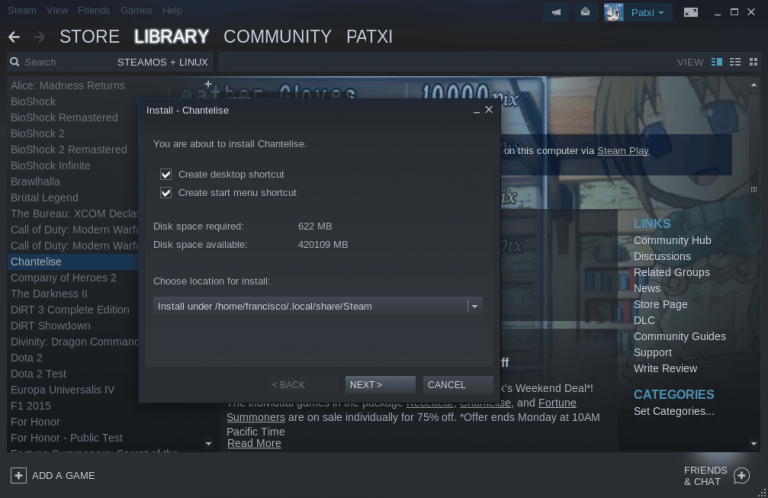 Steam View Friends Games Help
Patxi
STORE LIBRARY COMMUNITY PATXI
Search STEAMOS + LINUX
VIEW
Alice: Madness Returns
BioShock
BioShock Remastered
BioShock 2
BioShock 2 Remastered
BioShock Infinite
Brawlhalla
Brütal Legend
The Bureau: XCOM Decla
Call of Duty: Modern Warfa
Call of Duty: Modern Warfa
Chantelise
Company of Heroes 2
The Darkness II
DiRT 3 Complete Edition
DiRT Showdown
Divinity: Dragon Command
Dota 2
Dota 2 Test
Europa Universalis IV
F1 2015
For Honor
For Honor - Public Test
eather Gloves 10000pix
Install - Chantelise
You are about to install Chantelise.
Create desktop shortcut
Create start menu shortcut
Disk space required: 622 MB
Disk space available: 420109 MB
Choose location for install:
Install under /home/francisco/.local/share/Steam
< BACK NEXT > CANCEL
on this computer via Steam Play
ff
k's Weekend Deal*!
The individual games in the package Recettear, Chantelise, and Fortune
Summoners are on sale individually for 75% off. *Offer ends Monday at 10AM
Pacific Time
Read More
LINKS
Community Hub
Discussions
Related Groups
News
Store Page
DLC
Community Guides
Support
Write Review
CATEGORIES
Set Categories...
ADD A GAME
FRIENDS
& CHAT